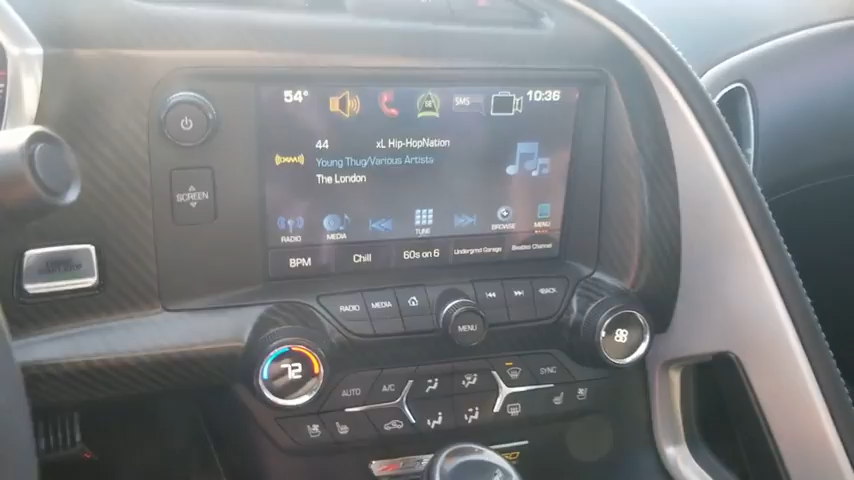 54° SMS 10:36
44 xL Hip-HopNation
((XM)) Young Thug/Various Artists
The London
RADIO MEDIA TUNE BROWSE MENU
BPM Chill 60s on 6 Undergrnd Garage Beatles Channel
SCREEN
RADIO MEDIA BACK
MENU
72
AUTO A/C SYNC